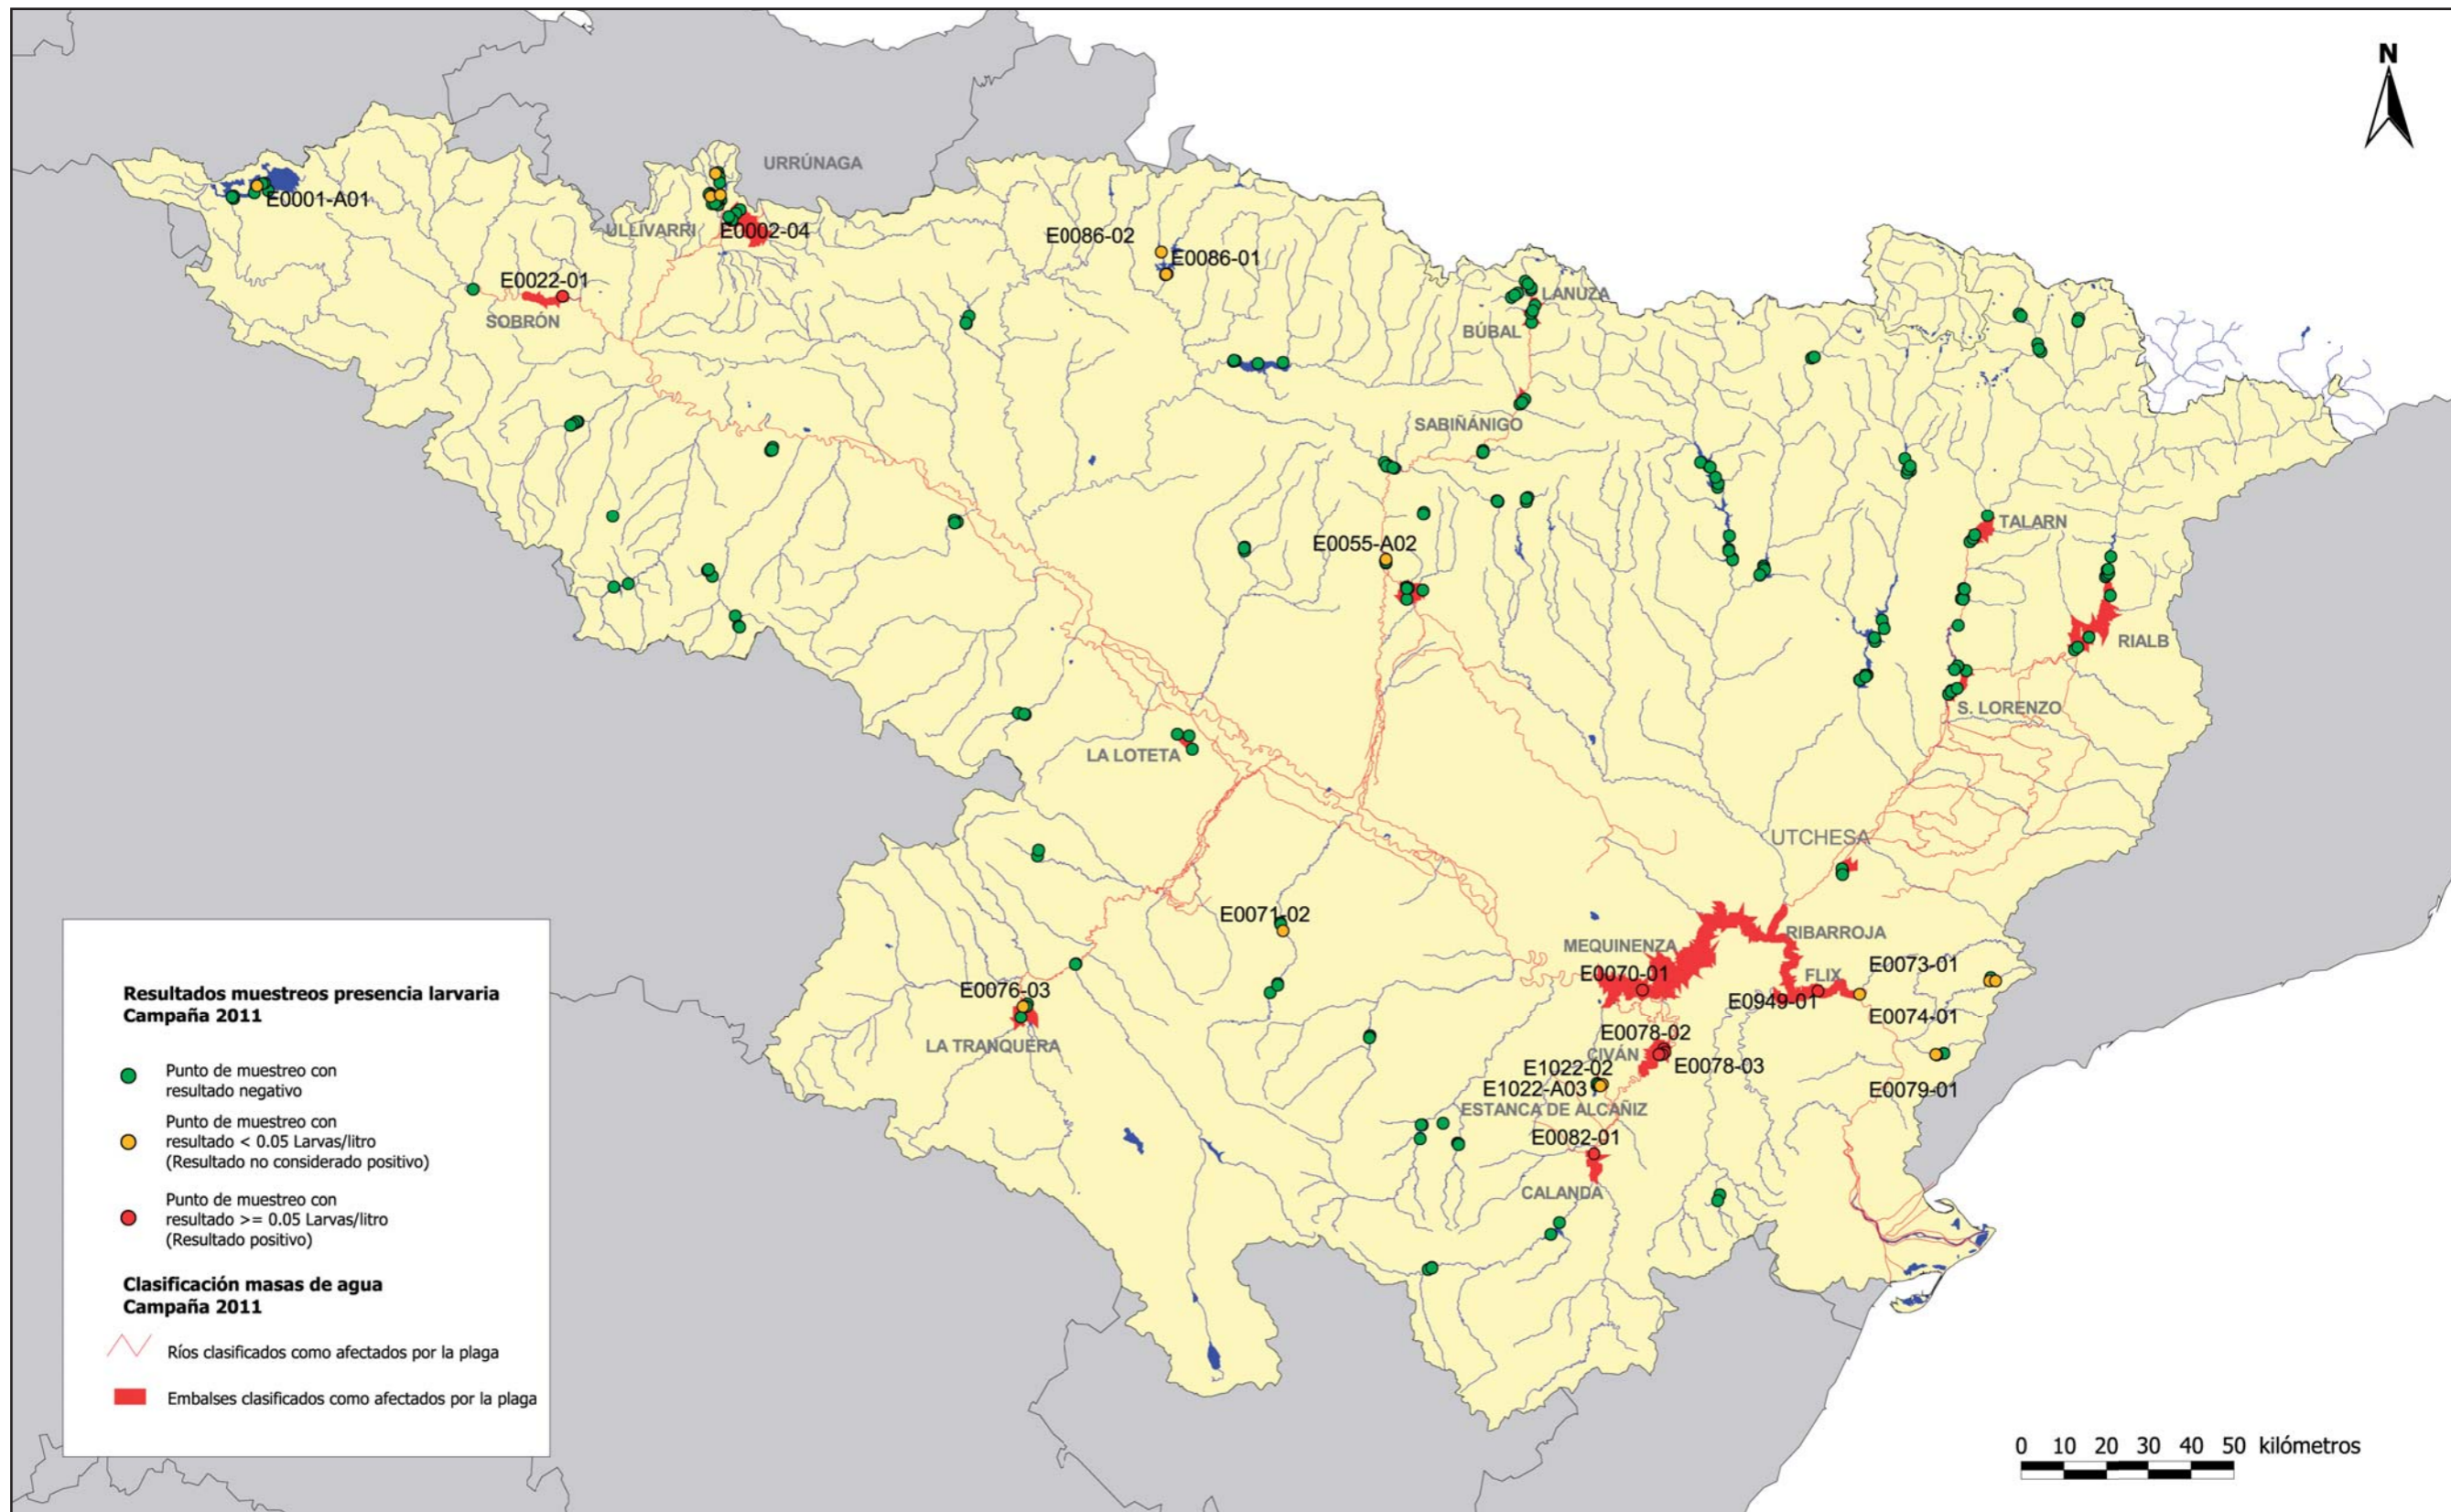 N
URRÚNAGA
E0001-A01
ULLIVARRI
E0002-04
E0086-02
E0086-01
E0022-01
SOBRÓN
LANUZA
BÚBAL
SABIÑÁNIGO
TALARN
E0055-A02
RIALB
S. LORENZO
LA LOTETA
UTCHESA
E0071-02
RIBARROJA
MEQUINENZA
E0073-01
E0070-01
FLIX
E0076-03
E0949-01
E0074-01
E0078-02
LA TRANQUERA
CIVÁN
E0078-03
E1022-02
E1022-A03
E0079-01
ESTANCA DE ALCAÑIZ
E0082-01
CALANDA
Resultados muestreos presencia larvaria
Campaña 2011
Punto de muestreo con
resultado negativo
Punto de muestreo con
resultado < 0.05 Larvas/litro
(Resultado no considerado positivo)
Punto de muestreo con
resultado >= 0.05 Larvas/litro
(Resultado positivo)
Clasificación masas de agua
Campaña 2011
Ríos clasificados como afectados por la plaga
Embalses clasificados como afectados por la plaga
0 10 20 30 40 50 kilómetros